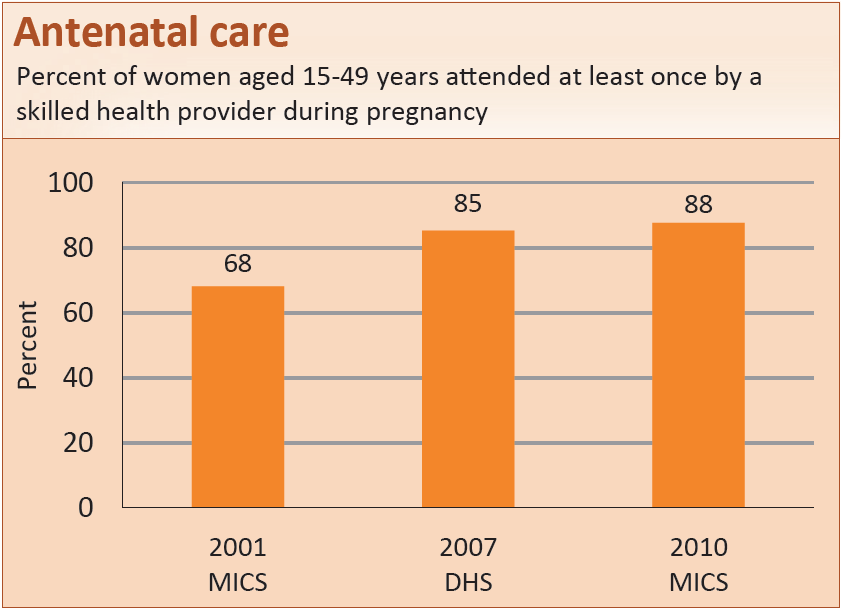 Antenatal care
Percent of women aged 15-49 years attended at least once by a
skilled health provider during pregnancy
Percent
100
80
60
40
20
0
68
85
88
2001
MICS
2007
DHS
2010
MICS